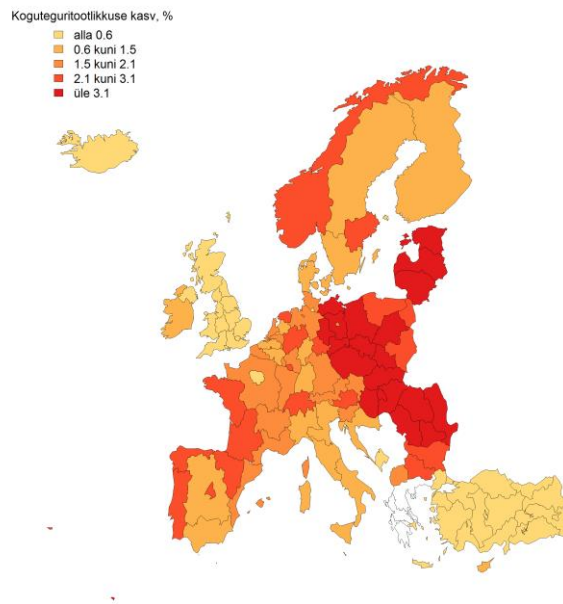 Koguteguritootlikkuse kasv, %
alla 0.6
0.6 kuni 1.5
1.5 kuni 2.1
2.1 kuni 3.1
üle 3.1